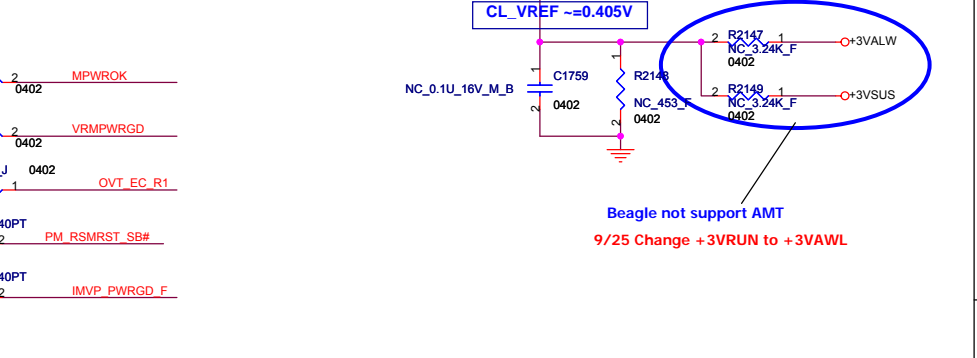 CL_VREF ~=0.405V
2 R2147 1 +3VALW
NC_3.24K_F
0402
2 R2149 1 +3VSUS
NC_3.24K_F
0402
1 C1759
NC_0.1U_16V_M_B
2 0402
1 R2148
NC_453_F
2 0402
2 MPWROK
0402
2 VRMPWRGD
0402
J 0402
1 OVT_EC_R1
40PT
2 PM_RSMRST_SB#
40PT
2 IMVP_PWRGD_F
Beagle not support AMT
9/25 Change +3VRUN to +3VAWL